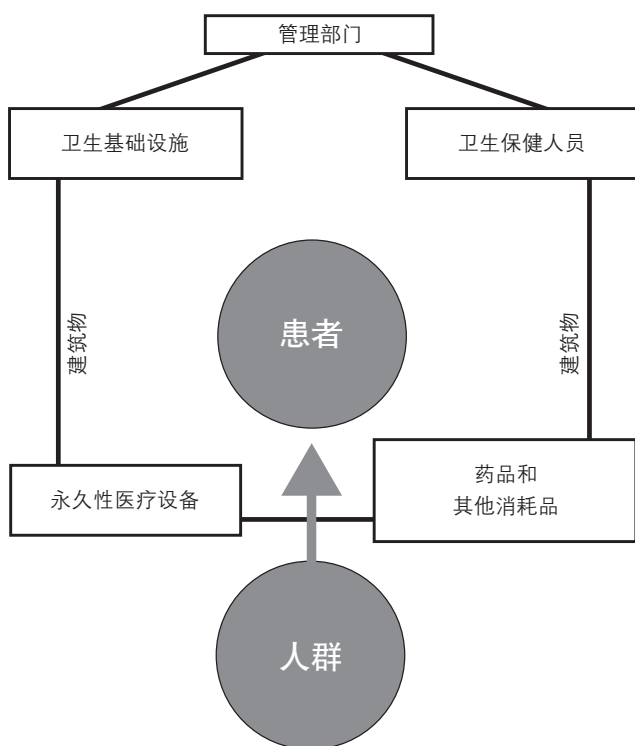 管理部门
卫生基础设施
卫生保健人员
建筑物
患者
建筑物
永久性医疗设备
药品和
其他消耗品
人群